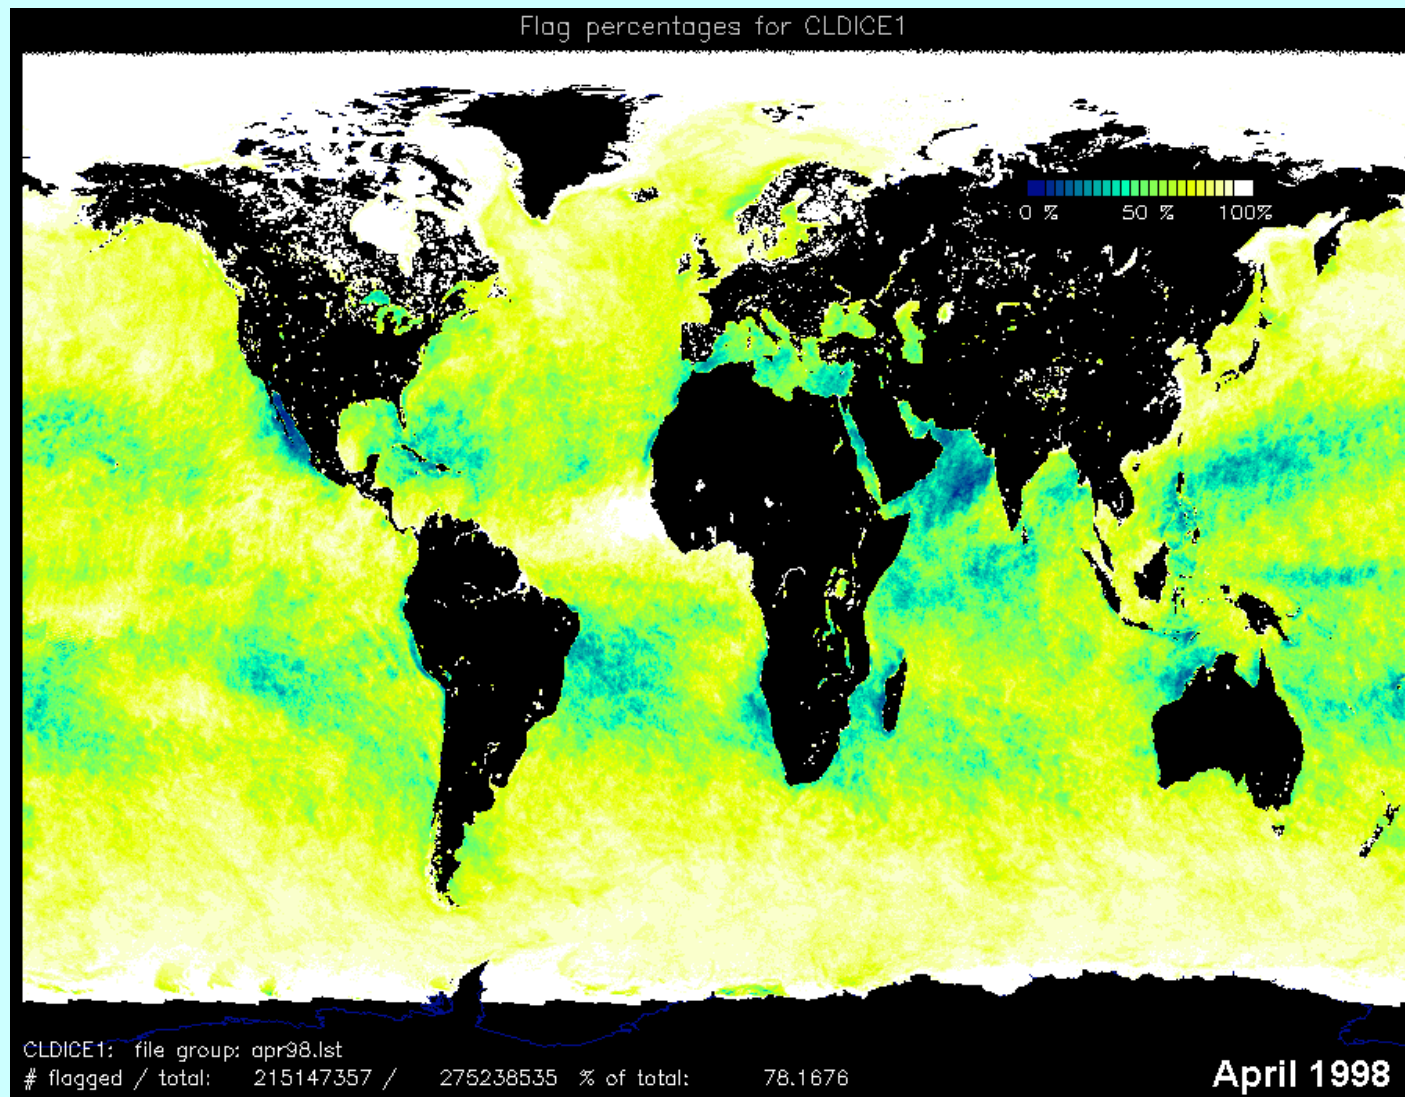 Flag percentages for CLDICE1
0 % 50 % 100%
CLDICE1: file group: apr98.lst
# flagged / total: 215147357 / 275238535 % of total: 78.1676
April 1998